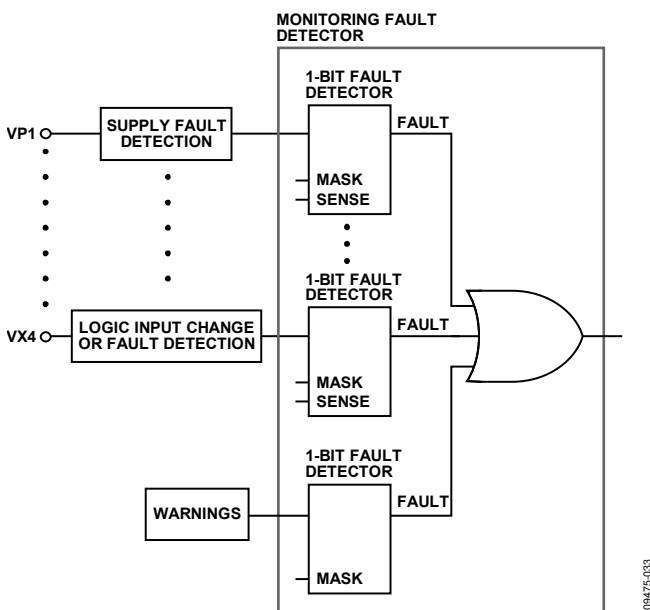 MONITORING FAULT
DETECTOR
1-BIT FAULT
DETECTOR
VP1
SUPPLY FAULT
DETECTION
FAULT
MASK
SENSE
1-BIT FAULT
DETECTOR
VX4
LOGIC INPUT CHANGE
OR FAULT DETECTION
FAULT
MASK
SENSE
1-BIT FAULT
DETECTOR
WARNINGS
FAULT
MASK
09475-033